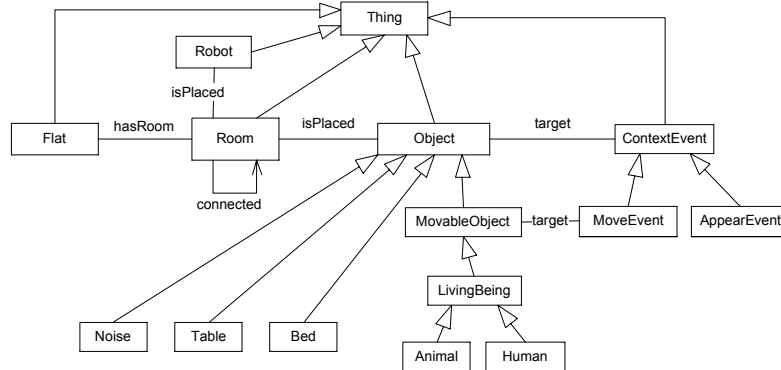 Thing
Robot
isPlaced
Flat
hasRoom
Room
isPlaced
Object
target
ContextEvent
connected
MovableObject
target
MoveEvent
AppearEvent
LivingBeing
Noise
Table
Bed
Animal
Human